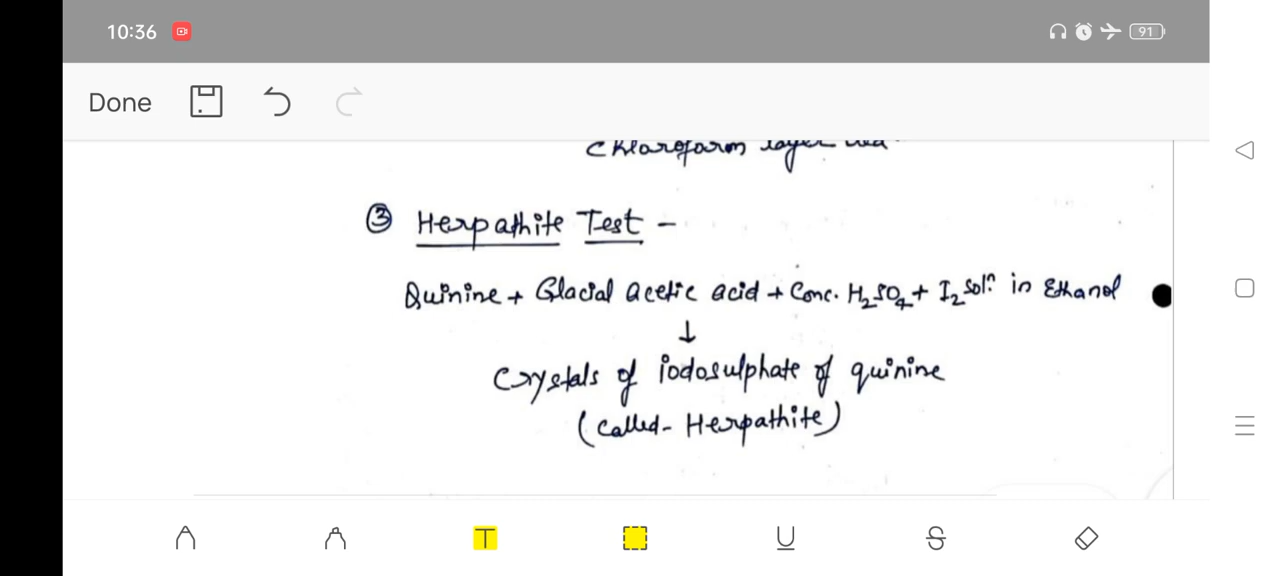 10:36
91
Done
Chloroform layer
③ Herpathite Test -
Quinine + Glacial acetic acid + Conc. H₂SO₄ + I₂ Solⁿ in Ethanol
↓
Crystals of iodosulphate of quinine
(called- Herpathite)
T
U
S